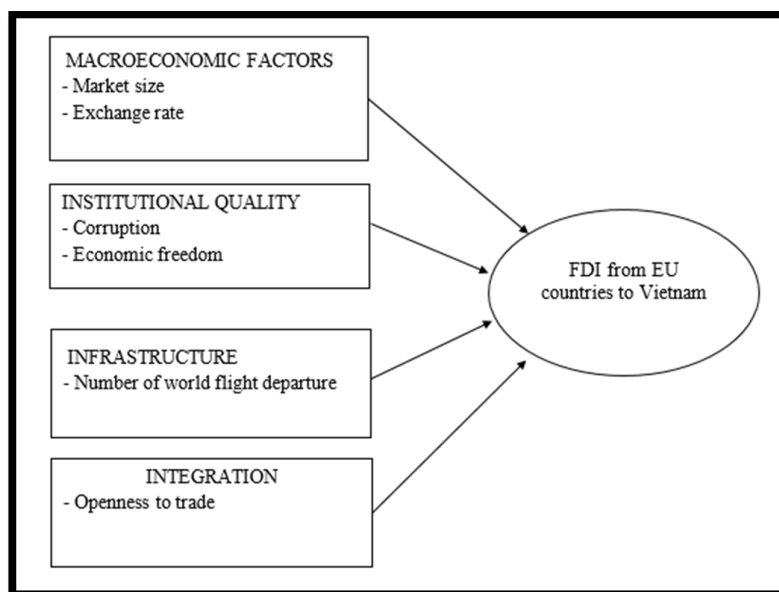 MACROECONOMIC FACTORS
- Market size
- Exchange rate
INSTITUTIONAL QUALITY
- Corruption
- Economic freedom
INFRASTRUCTURE
- Number of world flight departure
INTEGRATION
- Openness to trade
FDI from EU
countries to Vietnam